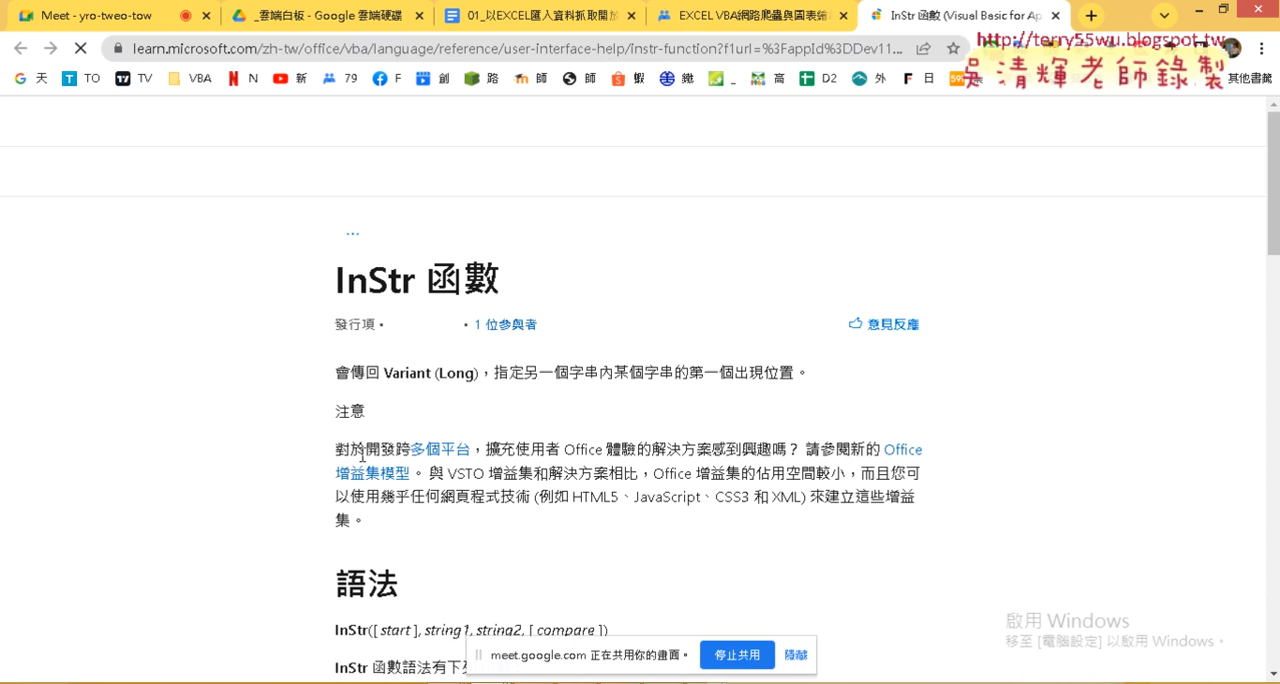 Meet - yro-tweo-tow
_雲端白板 - Google 雲端硬碟
01_以EXCEL匯入資料抓取開放
EXCEL VBA網路爬蟲與圖表篩
InStr 函數 (Visual Basic for Ap
learn.microsoft.com/zh-tw/office/vba/language/reference/user-interface-help/instr-function?f1url=%3FappId%3DDev11...
http://terry55wu.blogspot.tw
吳清輝老師錄製
天 TO TV VBA N 新 79 F 創 路 師 師 蝦 高 D2 外 日 其他書籤
...
InStr 函數
發行項 •
• 1 位參與者
意見反應
會傳回 Variant (Long)，指定另一個字串內某個字串的第一個出現位置。
注意
對於開發跨多個平台，擴充使用者 Office 體驗的解決方案感到興趣嗎？ 請參閱新的 Office
增益集模型。 與 VSTO 增益集和解決方案相比，Office 增益集的佔用空間較小，而且您可
以使用幾乎任何網頁程式技術 (例如 HTML5、JavaScript、CSS3 和 XML) 來建立這些增益
集。
語法
InStr([ start ], string1, string2, [ compare ])
InStr 函數語法有下
meet.google.com 正在共用你的畫面。
停止共用
隱藏
啟用 Windows
移至 [電腦設定] 以啟用 Windows。